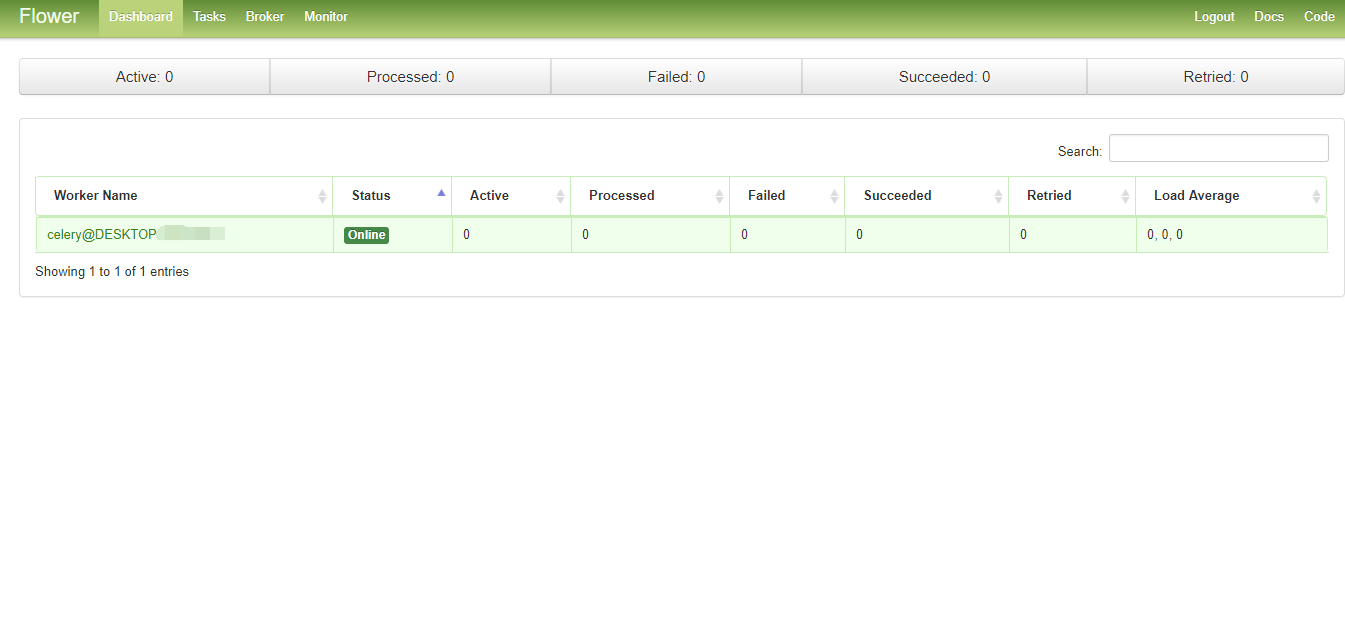 Flower Dashboard Tasks Broker Monitor Logout Docs Code
Active: 0 Processed: 0 Failed: 0 Succeeded: 0 Retried: 0
Search:
Worker Name Status Active Processed Failed Succeeded Retried Load Average
celery@DESKTOP Online 0 0 0 0 0 0, 0, 0
Showing 1 to 1 of 1 entries